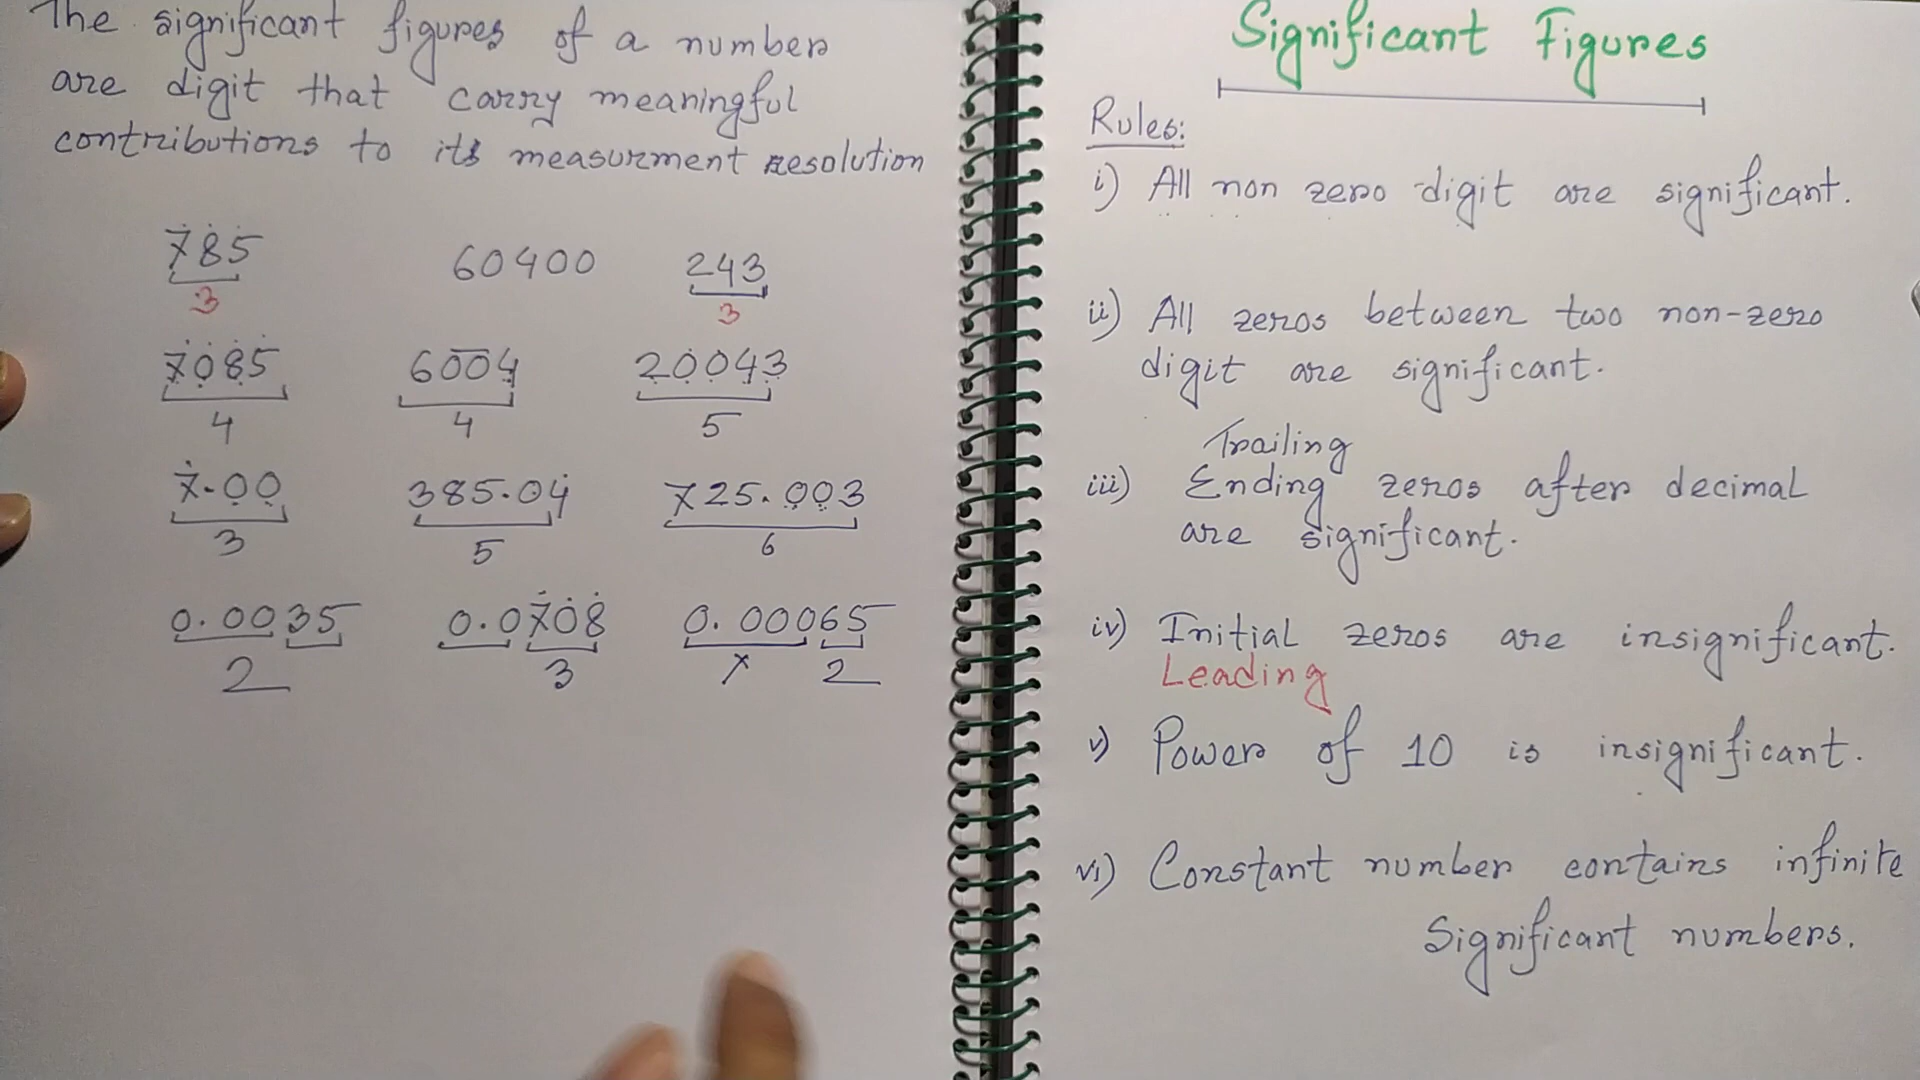 The significant figures of a number
are digit that carry meaningful
contributions to its measurment resolution
785 60400 243
3 3
7085 6004 20043
4 4 5
7.00 385.04 725.003
3 5 6
0.0035 0.0708 0.00065
2 3 x 2
Significant Figures
Rules:
i) All non zero digit are significant.
ii) All zeros between two non-zero
digit are significant.
Trailing
iii) Ending zeros after decimal
are significant.
iv) Initial zeros are insignificant.
Leading
v) Power of 10 is insignificant.
vi) Constant number contains infinite
Significant numbers.